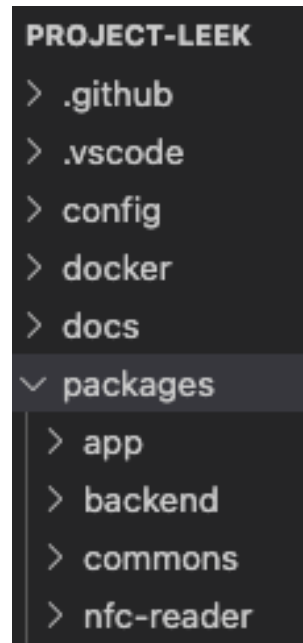 PROJECT-LEEK
.github
.vscode
config
docker
docs
packages
app
backend
commons
nfc-reader